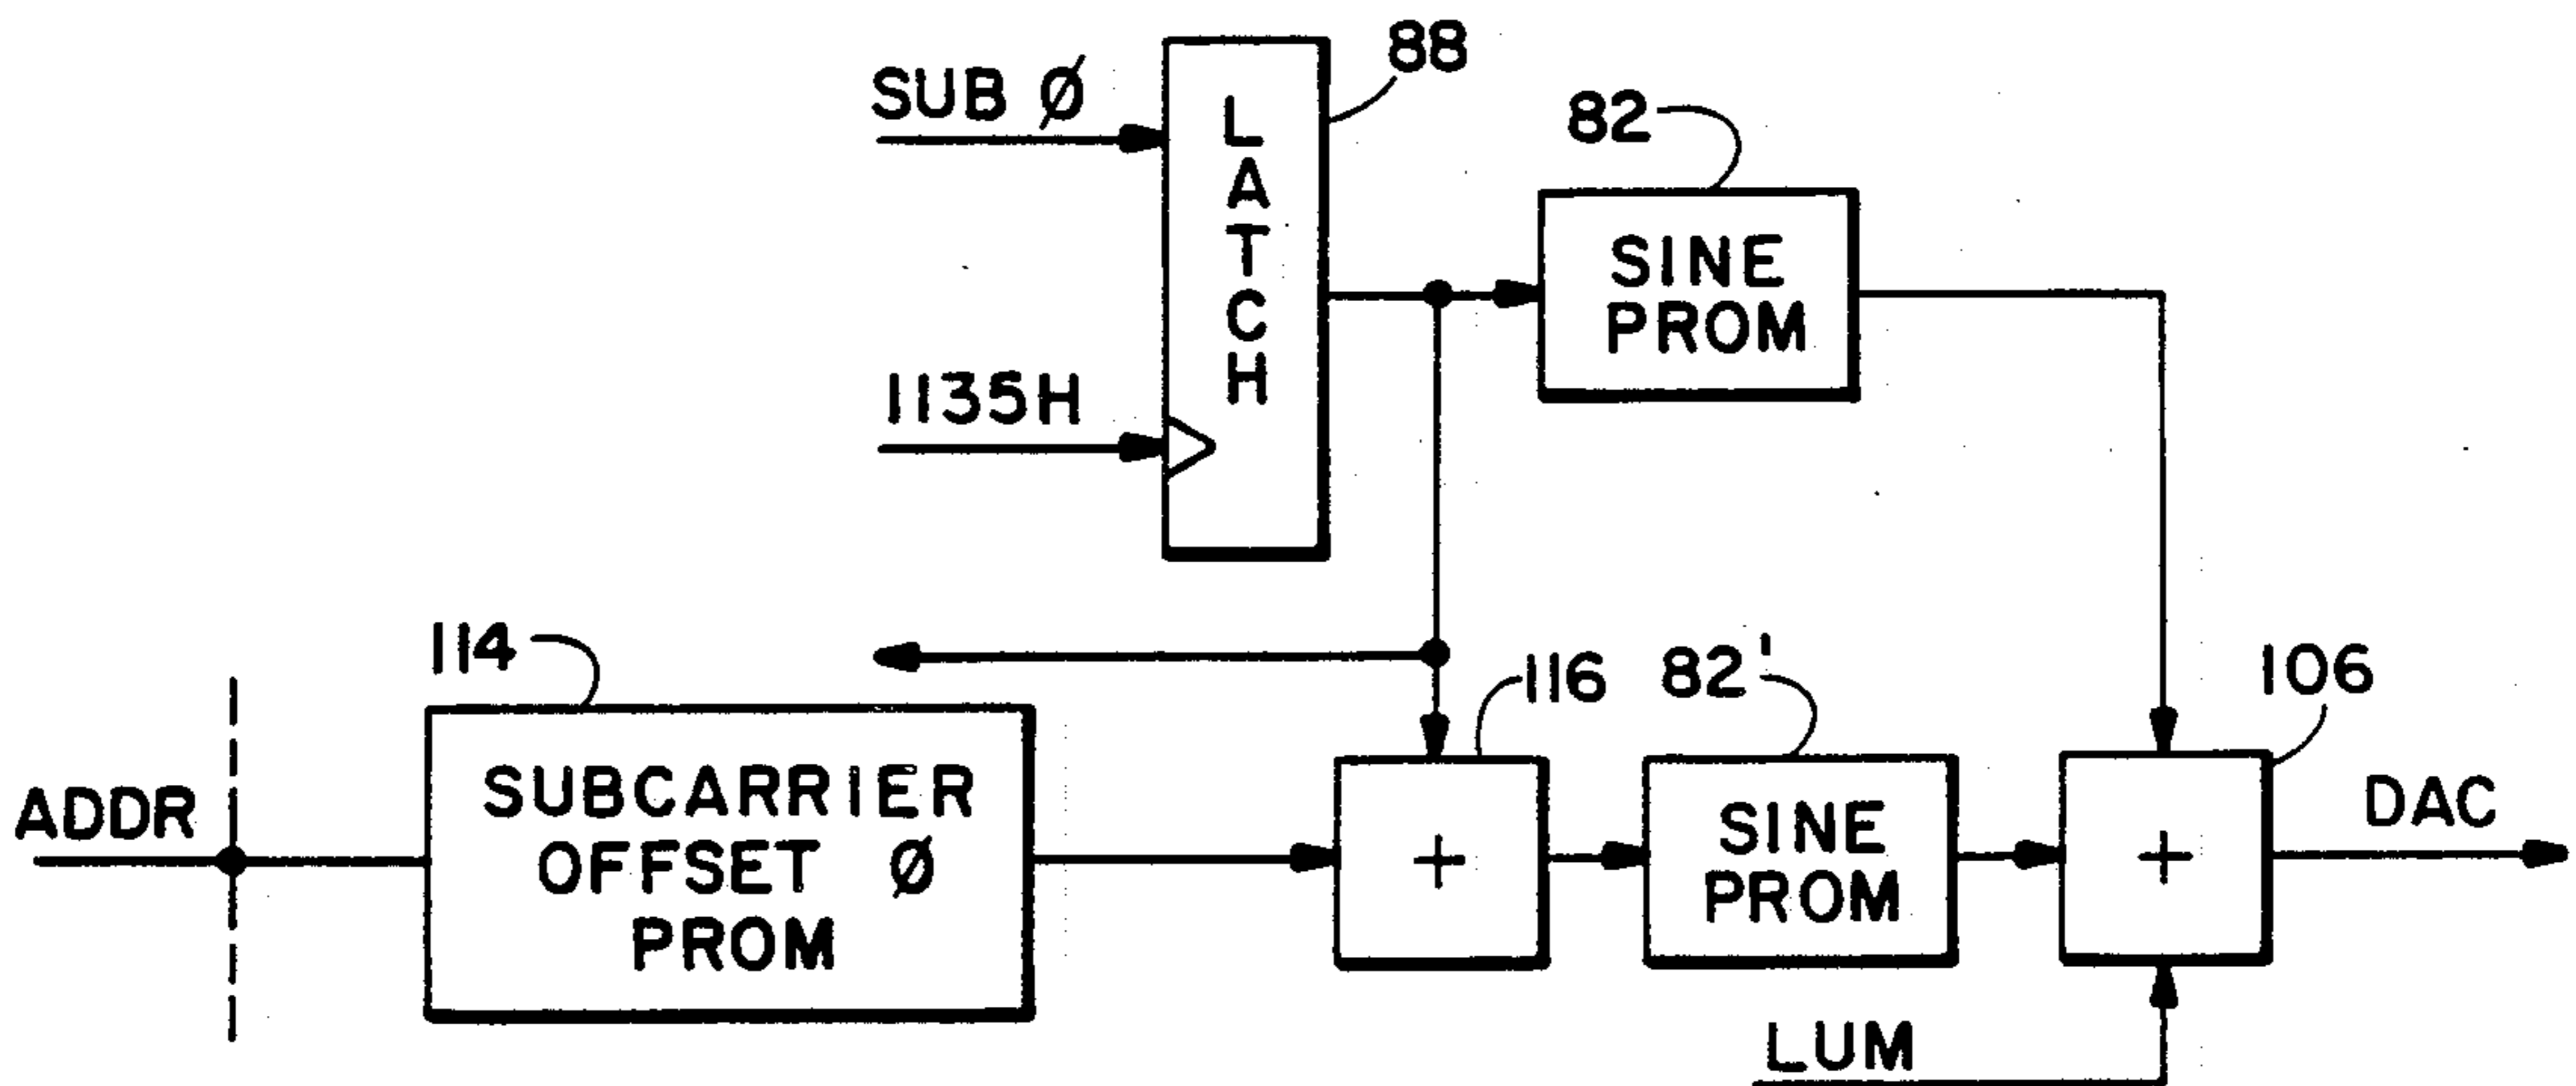 88
SUB Ø
LATCH
82
SINE
PROM
1135H
114
116
82'
106
ADDR
SUBCARRIER
OFFSET Ø
PROM
+
SINE
PROM
+
DAC
LUM